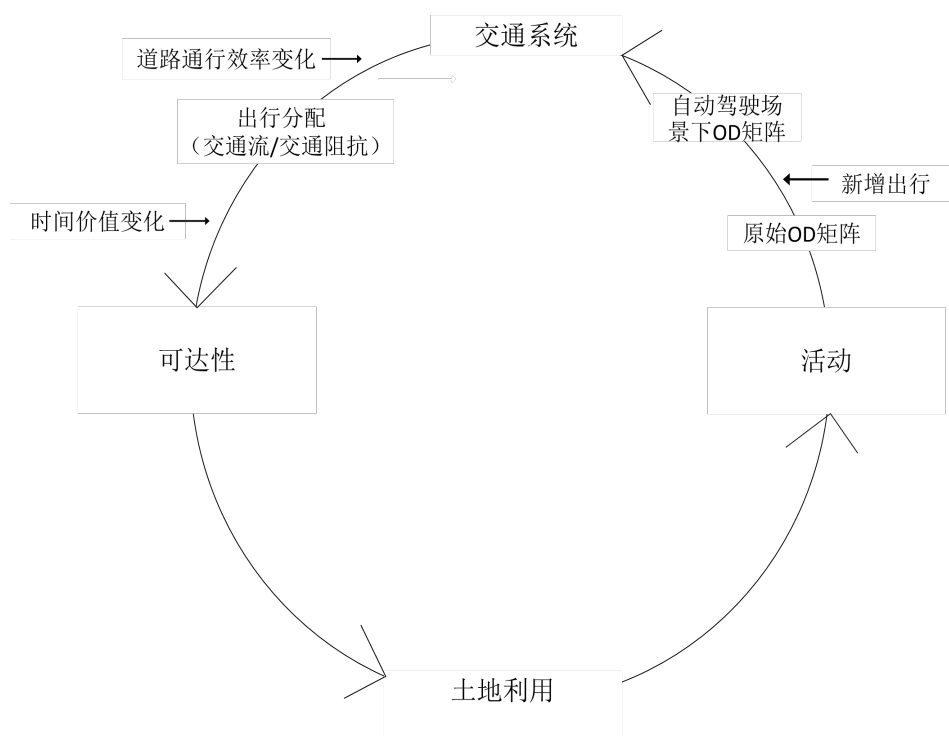 交通系统
道路通行效率变化
出行分配
（交通流/交通阻抗）
自动驾驶场
景下OD矩阵
新增出行
时间价值变化
原始OD矩阵
可达性
活动
土地利用